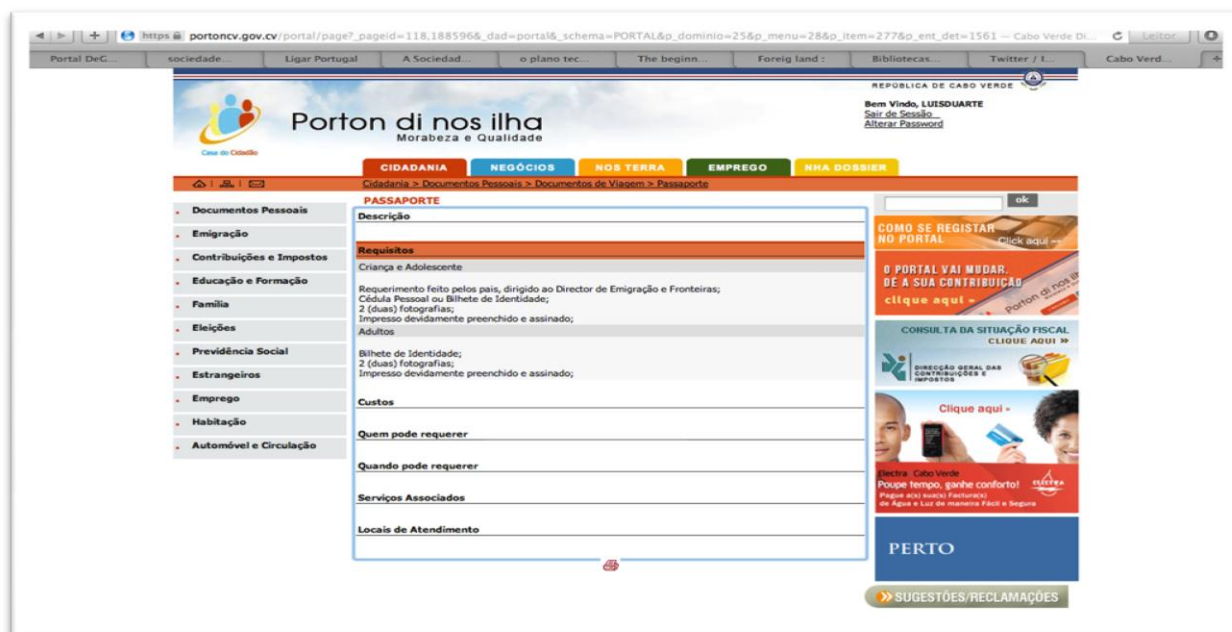 https portoncv.gov.cv/portal/page?_pageid=118,188596&_dad=portal&_schema=PORTAL&p_dominio=25&p_menu=28&p_item=277&p_ent_det=1561 — Cabo Verde Di... Leitor
Portal DeG... sociedade... Ligar Portugal A Sociedad... o plano tec... The beginn... Foreig land : Bibliotecas... Twitter / I... Cabo Verd...
REPÚBLICA DE CABO VERDE
Bem Vindo, LUISDUARTE
Sair de Sessão
Alterar Password
Casa do Cidadão
Porton di nos ilha
Morabeza e Qualidade
CIDADANIA NEGÓCIOS NOS TERRA EMPREGO NHA DOSSIER
Cidadania > Documentos Pessoais > Documentos de Viagem > Passaporte
Documentos Pessoais
Emigração
Contribuições e Impostos
Educação e Formação
Família
Eleições
Previdência Social
Estrangeiros
Emprego
Habitação
Automóvel e Circulação
PASSAPORTE
Descrição
Requisitos
Criança e Adolescente
Requerimento feito pelos pais, dirigido ao Director de Emigração e Fronteiras;
Cédula Pessoal ou Bilhete de Identidade;
2 (duas) fotografias;
Impresso devidamente preenchido e assinado;
Adultos
Bilhete de Identidade;
2 (duas) fotografias;
Impresso devidamente preenchido e assinado;
Custos
Quem pode requerer
Quando pode requerer
Serviços Associados
Locais de Atendimento
ok
COMO SE REGISTAR
NO PORTAL Click aqui
O PORTAL VAI MUDAR.
DÊ A SUA CONTRIBUIÇÃO
clique aqui
Porton di nos
CONSULTA DA SITUAÇÃO FISCAL
CLIQUE AQUI »
DIRECÇÃO GERAL DAS
CONTRIBUIÇÕES E
IMPOSTOS
Clique aqui
Electra Cabo Verde
Poupe tempo, ganhe conforto!
ELECTRA
Pague a(s) sua(s) Factura(s)
de Água e Luz de maneira Fácil e Segura
PERTO
SUGESTÕES/RECLAMAÇÕES